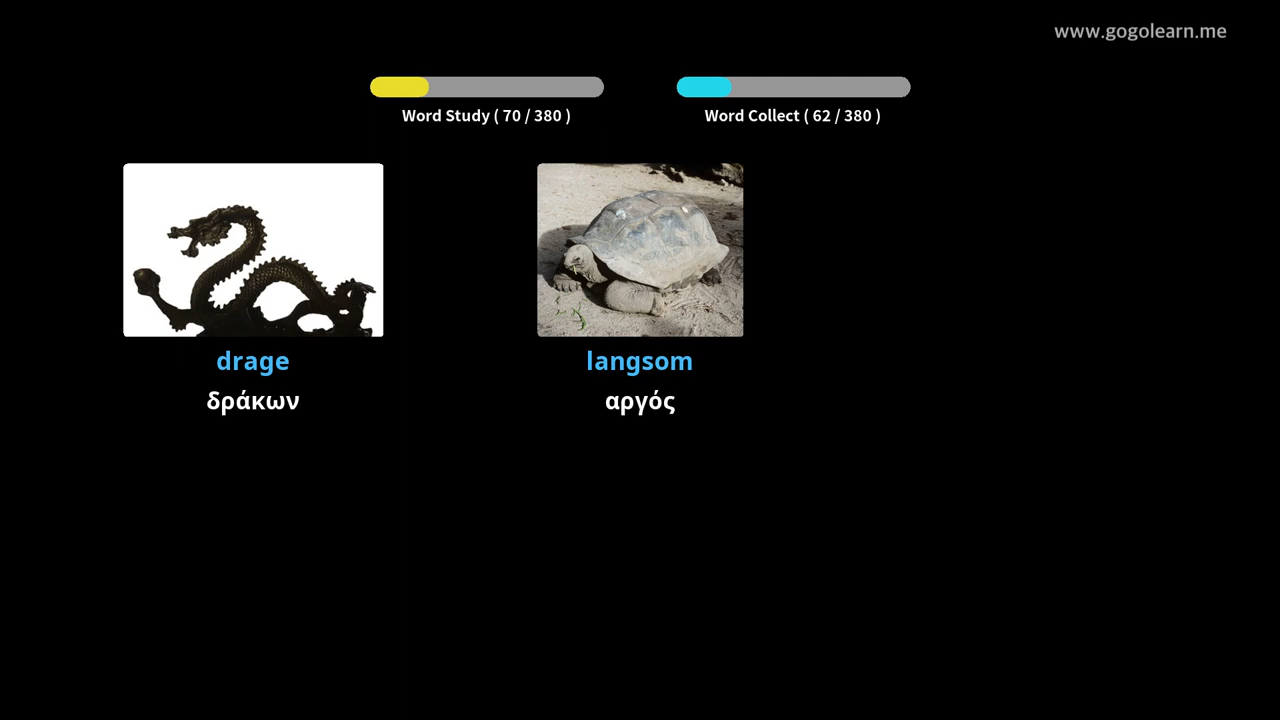 www.gogolearn.me
Word Study ( 70 / 380 )
Word Collect ( 62 / 380 )
drage
δράκων
langsom
αργός